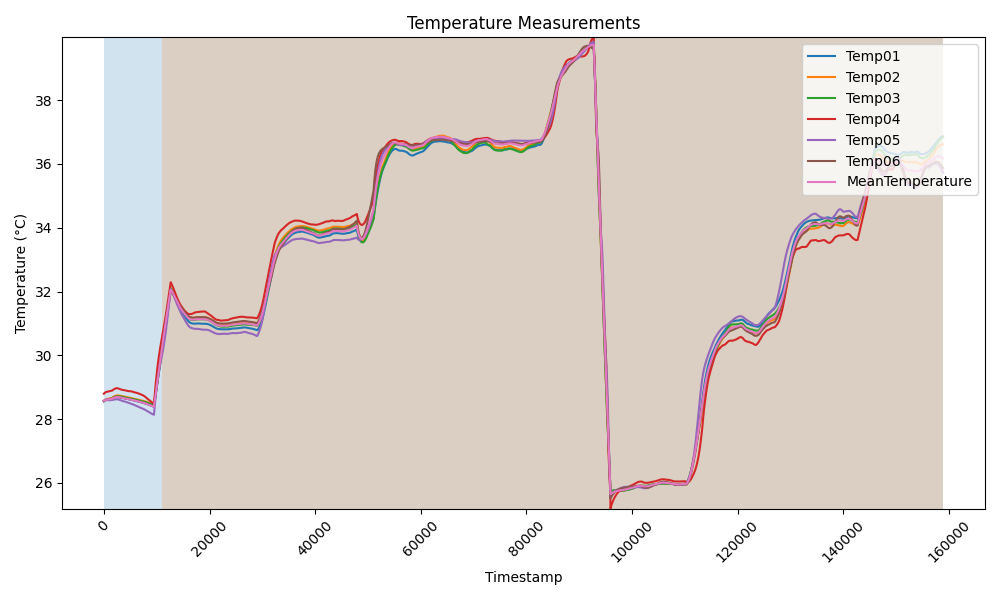 Temperature Measurements
Temperature (°C)
38
36
34
32
30
28
26
Temp01
Temp02
Temp03
Temp04
Temp05
Temp06
MeanTemperature
0
20000
40000
60000
80000
100000
120000
140000
160000
Timestamp